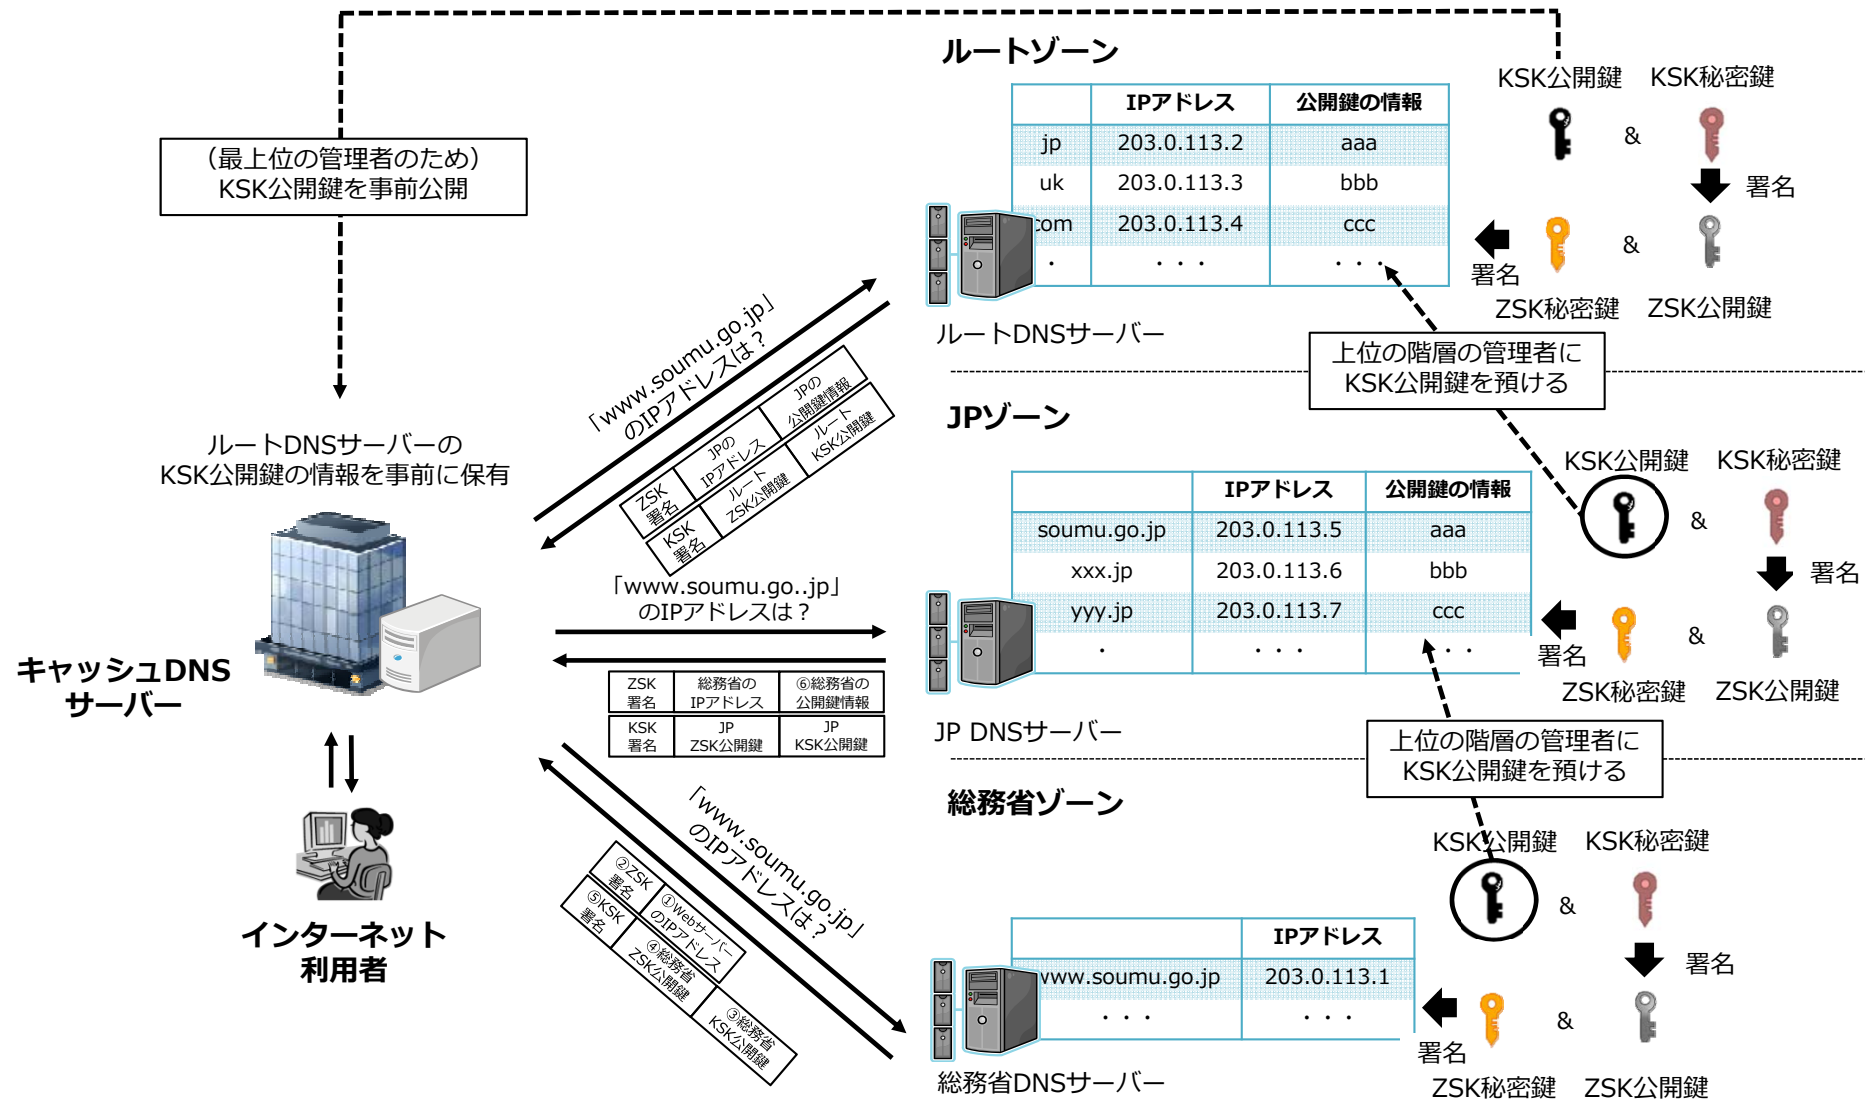 ルートゾーン
KSK公開鍵 KSK秘密鍵
IPアドレス 公開鍵の情報
jp 203.0.113.2 aaa
uk 203.0.113.3 bbb
com 203.0.113.4 ccc
・ ・・・ ・・・
&
署名
&
署名
ZSK秘密鍵 ZSK公開鍵
ルートDNSサーバー
（最上位の管理者のため）
KSK公開鍵を事前公開
上位の階層の管理者に
KSK公開鍵を預ける
「www.soumu.go.jp」
のIPアドレスは？
ZSK
署名
JPの
IPアドレス
JPの
公開鍵情報
KSK
署名
ルート
ZSK公開鍵
ルート
KSK公開鍵
ルートDNSサーバーの
KSK公開鍵の情報を事前に保有
JPゾーン
KSK公開鍵 KSK秘密鍵
IPアドレス 公開鍵の情報
soumu.go.jp 203.0.113.5 aaa
xxx.jp 203.0.113.6 bbb
yyy.jp 203.0.113.7 ccc
・ ・・・ ・・・
&
署名
&
署名
ZSK秘密鍵 ZSK公開鍵
JP DNSサーバー
上位の階層の管理者に
KSK公開鍵を預ける
「www.soumu.go..jp」
のIPアドレスは？
ZSK
署名
総務省の
IPアドレス
⑥総務省の
公開鍵情報
KSK
署名
JP
ZSK公開鍵
JP
KSK公開鍵
キャッシュDNS
サーバー
インターネット
利用者
総務省ゾーン
KSK公開鍵 KSK秘密鍵
「www.soumu.go.jp」
のIPアドレスは？
②ZSK
署名
①Webサーバー
のIPアドレス
⑤KSK
署名
④総務省
ZSK公開鍵
③総務省
KSK公開鍵
IPアドレス
www.soumu.go.jp 203.0.113.1
・・・ ・・・
&
署名
&
署名
ZSK秘密鍵 ZSK公開鍵
総務省DNSサーバー